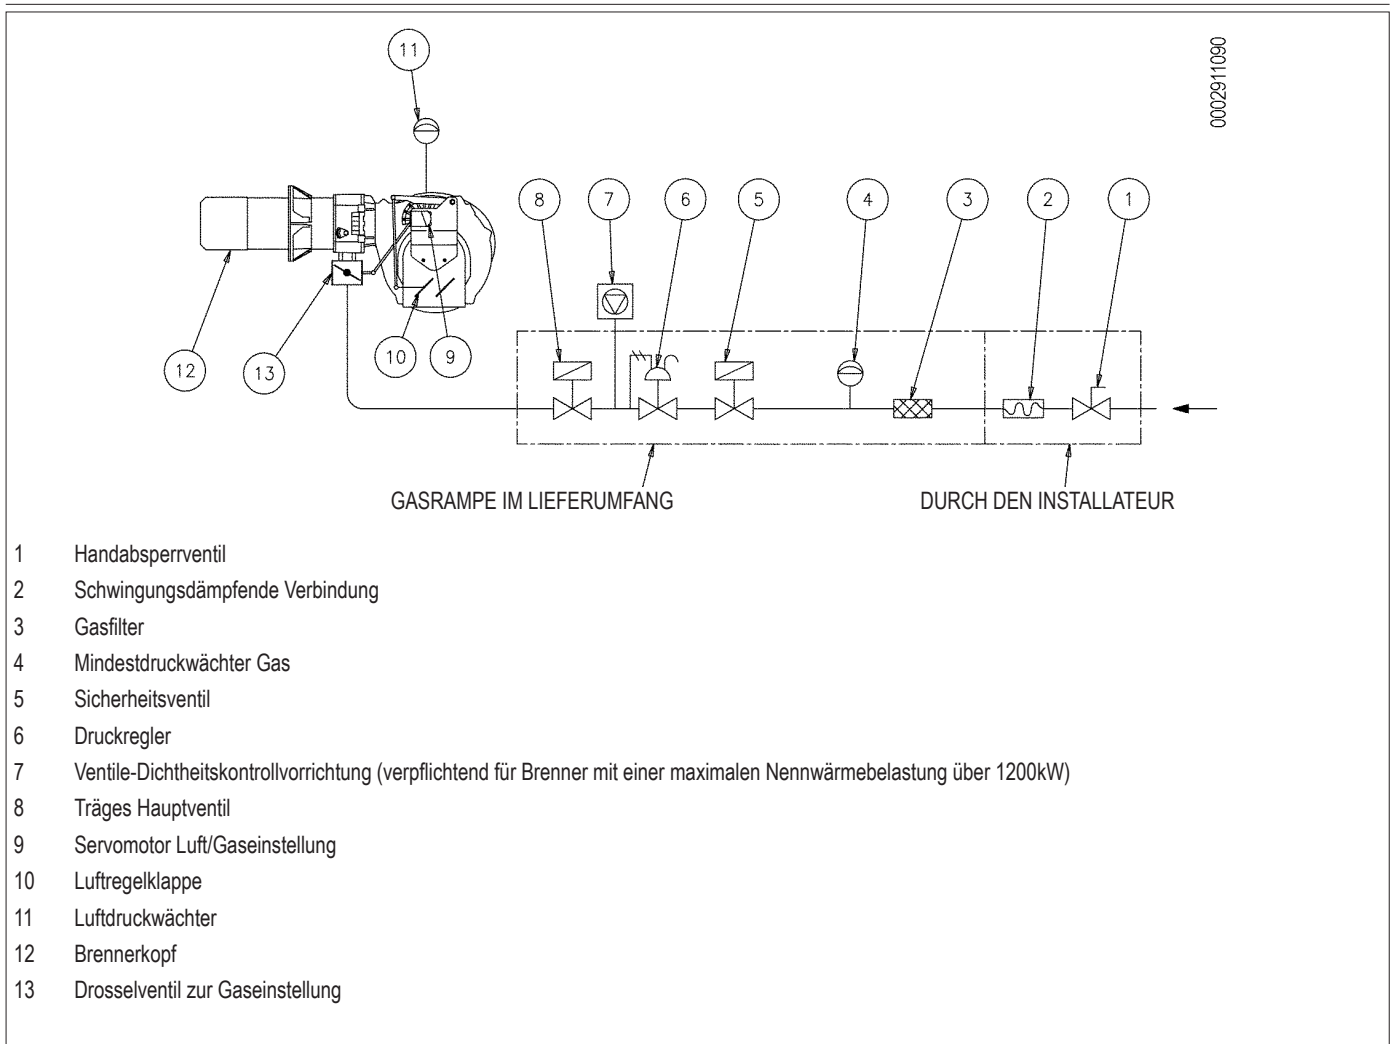 11
0002911090
8
7
6
5
4
3
2
1
12
13
10
9
GASRAMPE IM LIEFERUMFANG
DURCH DEN INSTALLATEUR
1 Handabsperrventil
2 Schwingungsdämpfende Verbindung
3 Gasfilter
4 Mindestdruckwächter Gas
5 Sicherheitsventil
6 Druckregler
7 Ventile-Dichtheitskontrollvorrichtung (verpflichtend für Brenner mit einer maximalen Nennwärmebelastung über 1200kW)
8 Träges Hauptventil
9 Servomotor Luft/Gaseinstellung
10 Luftregelklappe
11 Luftdruckwächter
12 Brennerkopf
13 Drosselventil zur Gaseinstellung